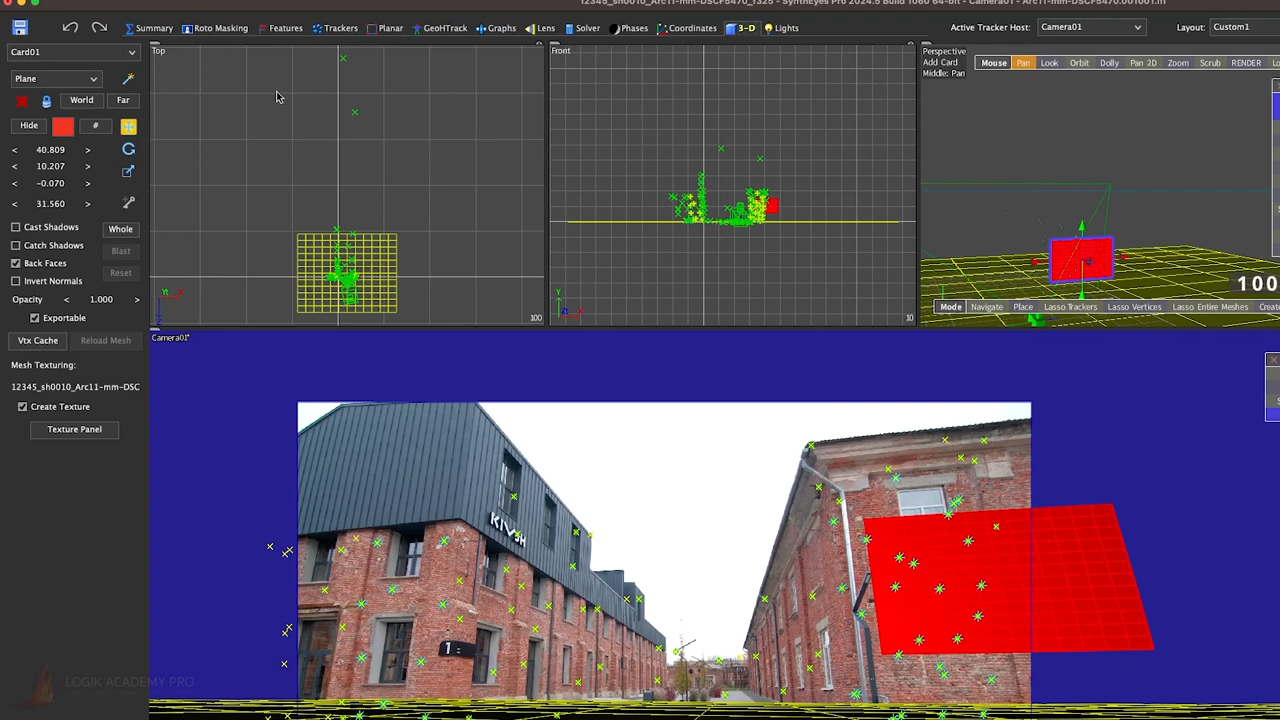 12345_sh0010_Arc11-mm-DSCF5470_1325 - SynthEyes Pro 2024.5 Build 1060 64-bit - Camera01 - Arc11-mm-DSCF5470.001001.tif
Summary Roto Masking Features Trackers Planar GeoHTrack Graphs Lens Solver Phases Coordinates 3-D Lights Active Tracker Host: Camera01 Layout: Custom1
Card01
Top
Front
Perspective
Add Card
Middle: Pan
Mouse Pan Look Orbit Dolly Pan 2D Zoom Scrub RENDER
Plane
World Far
Hide #
< 40.809 >
< 10.207 >
< -0.070 >
< 31.560 >
Cast Shadows Whole
Catch Shadows Blast
Back Faces Reset
Invert Normals
Opacity < 1.000 >
Exportable
100
10
100
Mode Navigate Place Lasso Trackers Lasso Vertices Lasso Entire Meshes Create
Vtx Cache Reload Mesh
Camera01*
Mesh Texturing:
12345_sh0010_Arc11-mm-DSC
Create Texture
Texture Panel
1
LOGIK ACADEMY PRO